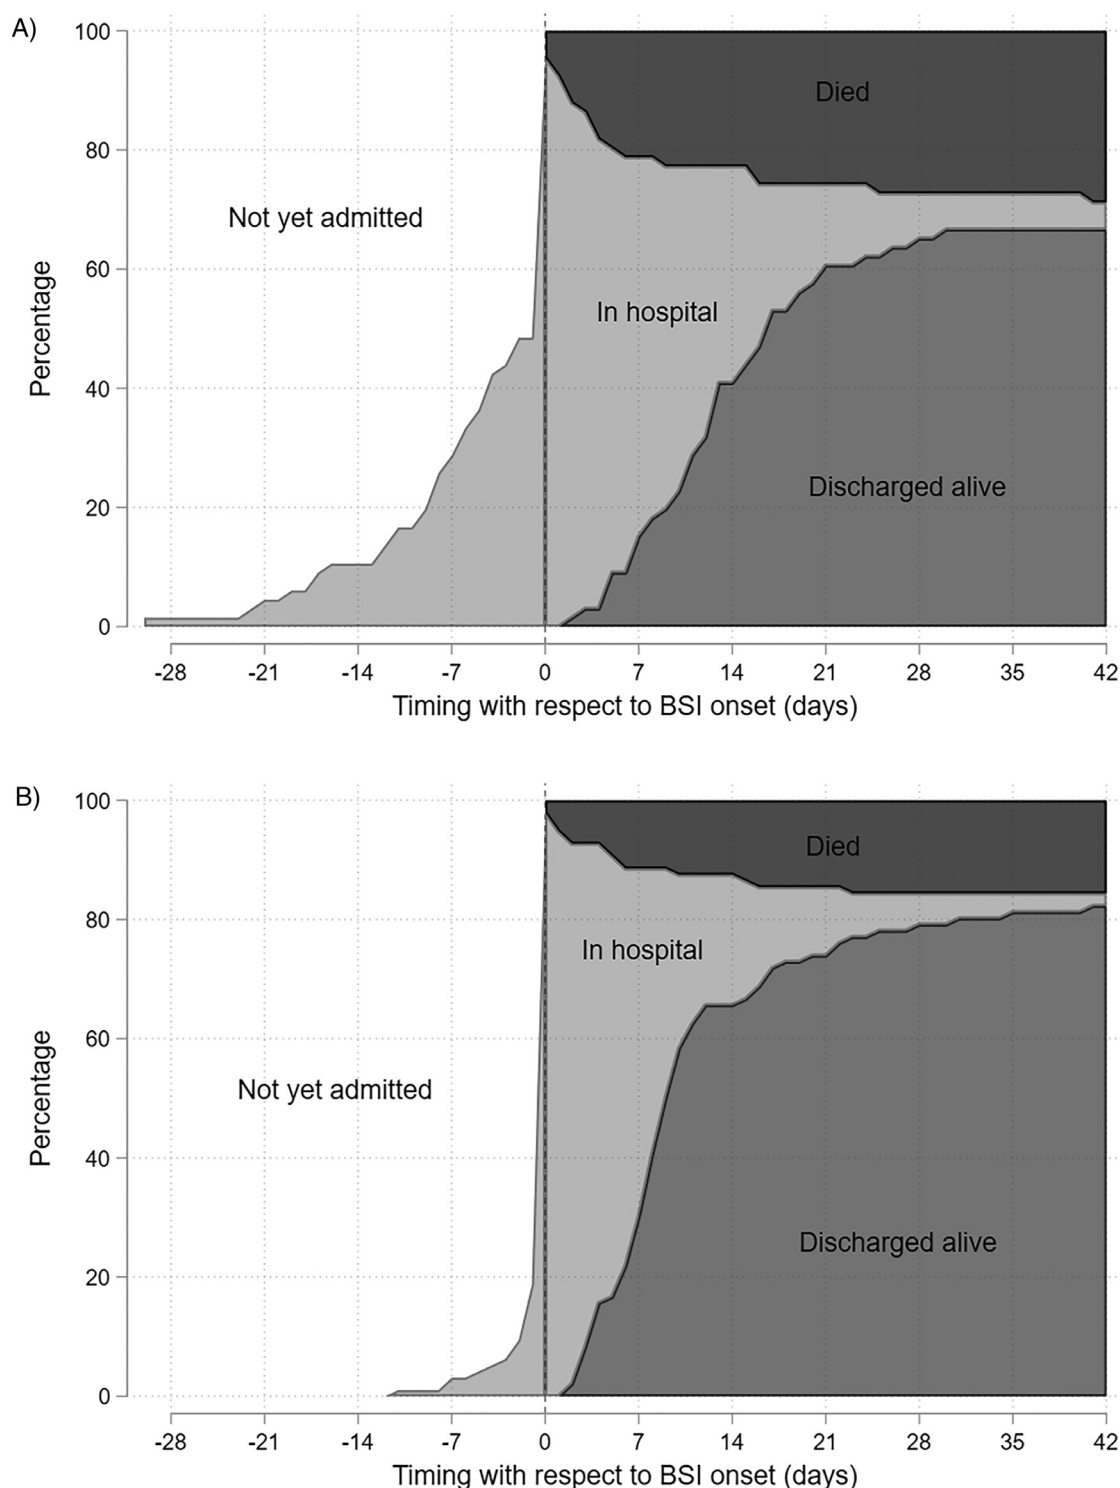 A)
100
80
60
40
20
0
Percentage
Died
Not yet admitted
In hospital
Discharged alive
-28 -21 -14 -7 0 7 14 21 28 35 42
Timing with respect to BSI onset (days)
B)
100
80
60
40
20
0
Percentage
Died
In hospital
Not yet admitted
Discharged alive
-28 -21 -14 -7 0 7 14 21 28 35 42
Timing with respect to BSI onset (days)